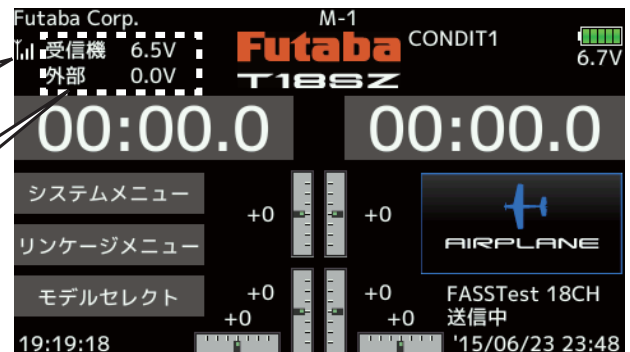 Futaba Corp.
M-1
受信機 6.5V
外部 0.0V
Futaba
T18SZ
CONDIT1
6.7V
00:00.0
00:00.0
システムメニュー
リンケージメニュー
モデルセレクト
+0
+0
+0
+0
+0
+0
AIRPLANE
FASSTest 18CH
送信中
19:19:18
'15/06/23 23:48